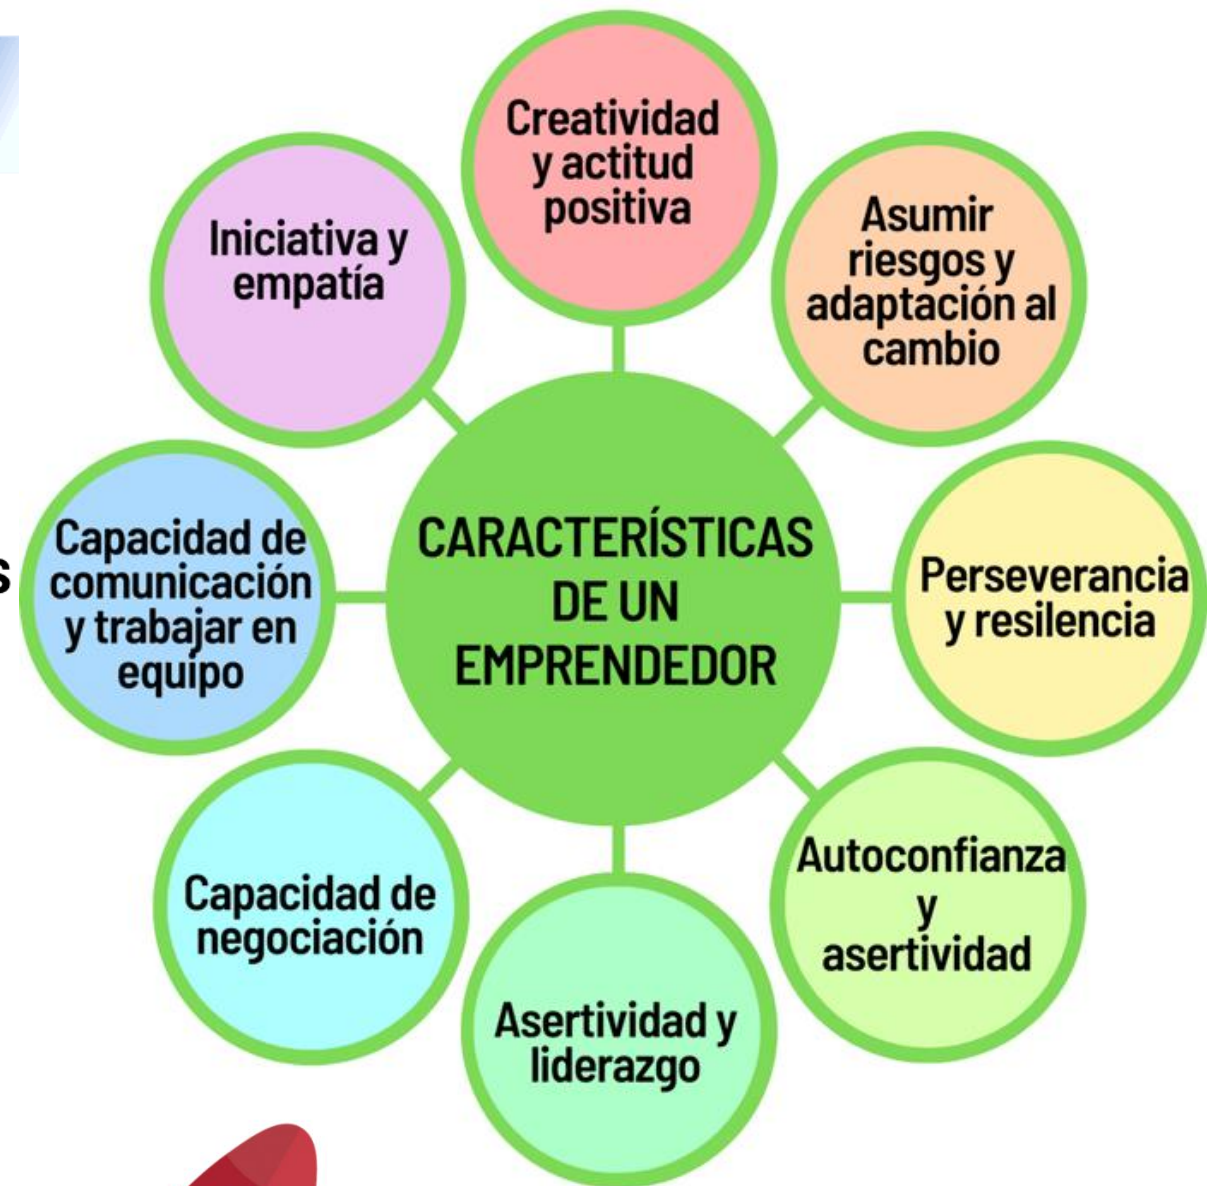 Creatividad
y actitud
positiva
Asumir
riesgos y
adaptación al
cambio
Perseverancia
y resilencia
Autoconfianza
y
asertividad
Asertividad y
liderazgo
Capacidad de
negociación
Capacidad de
comunicación
y trabajar en
equipo
Iniciativa y
empatía
CARACTERÍSTICAS
DE UN
EMPRENDEDOR